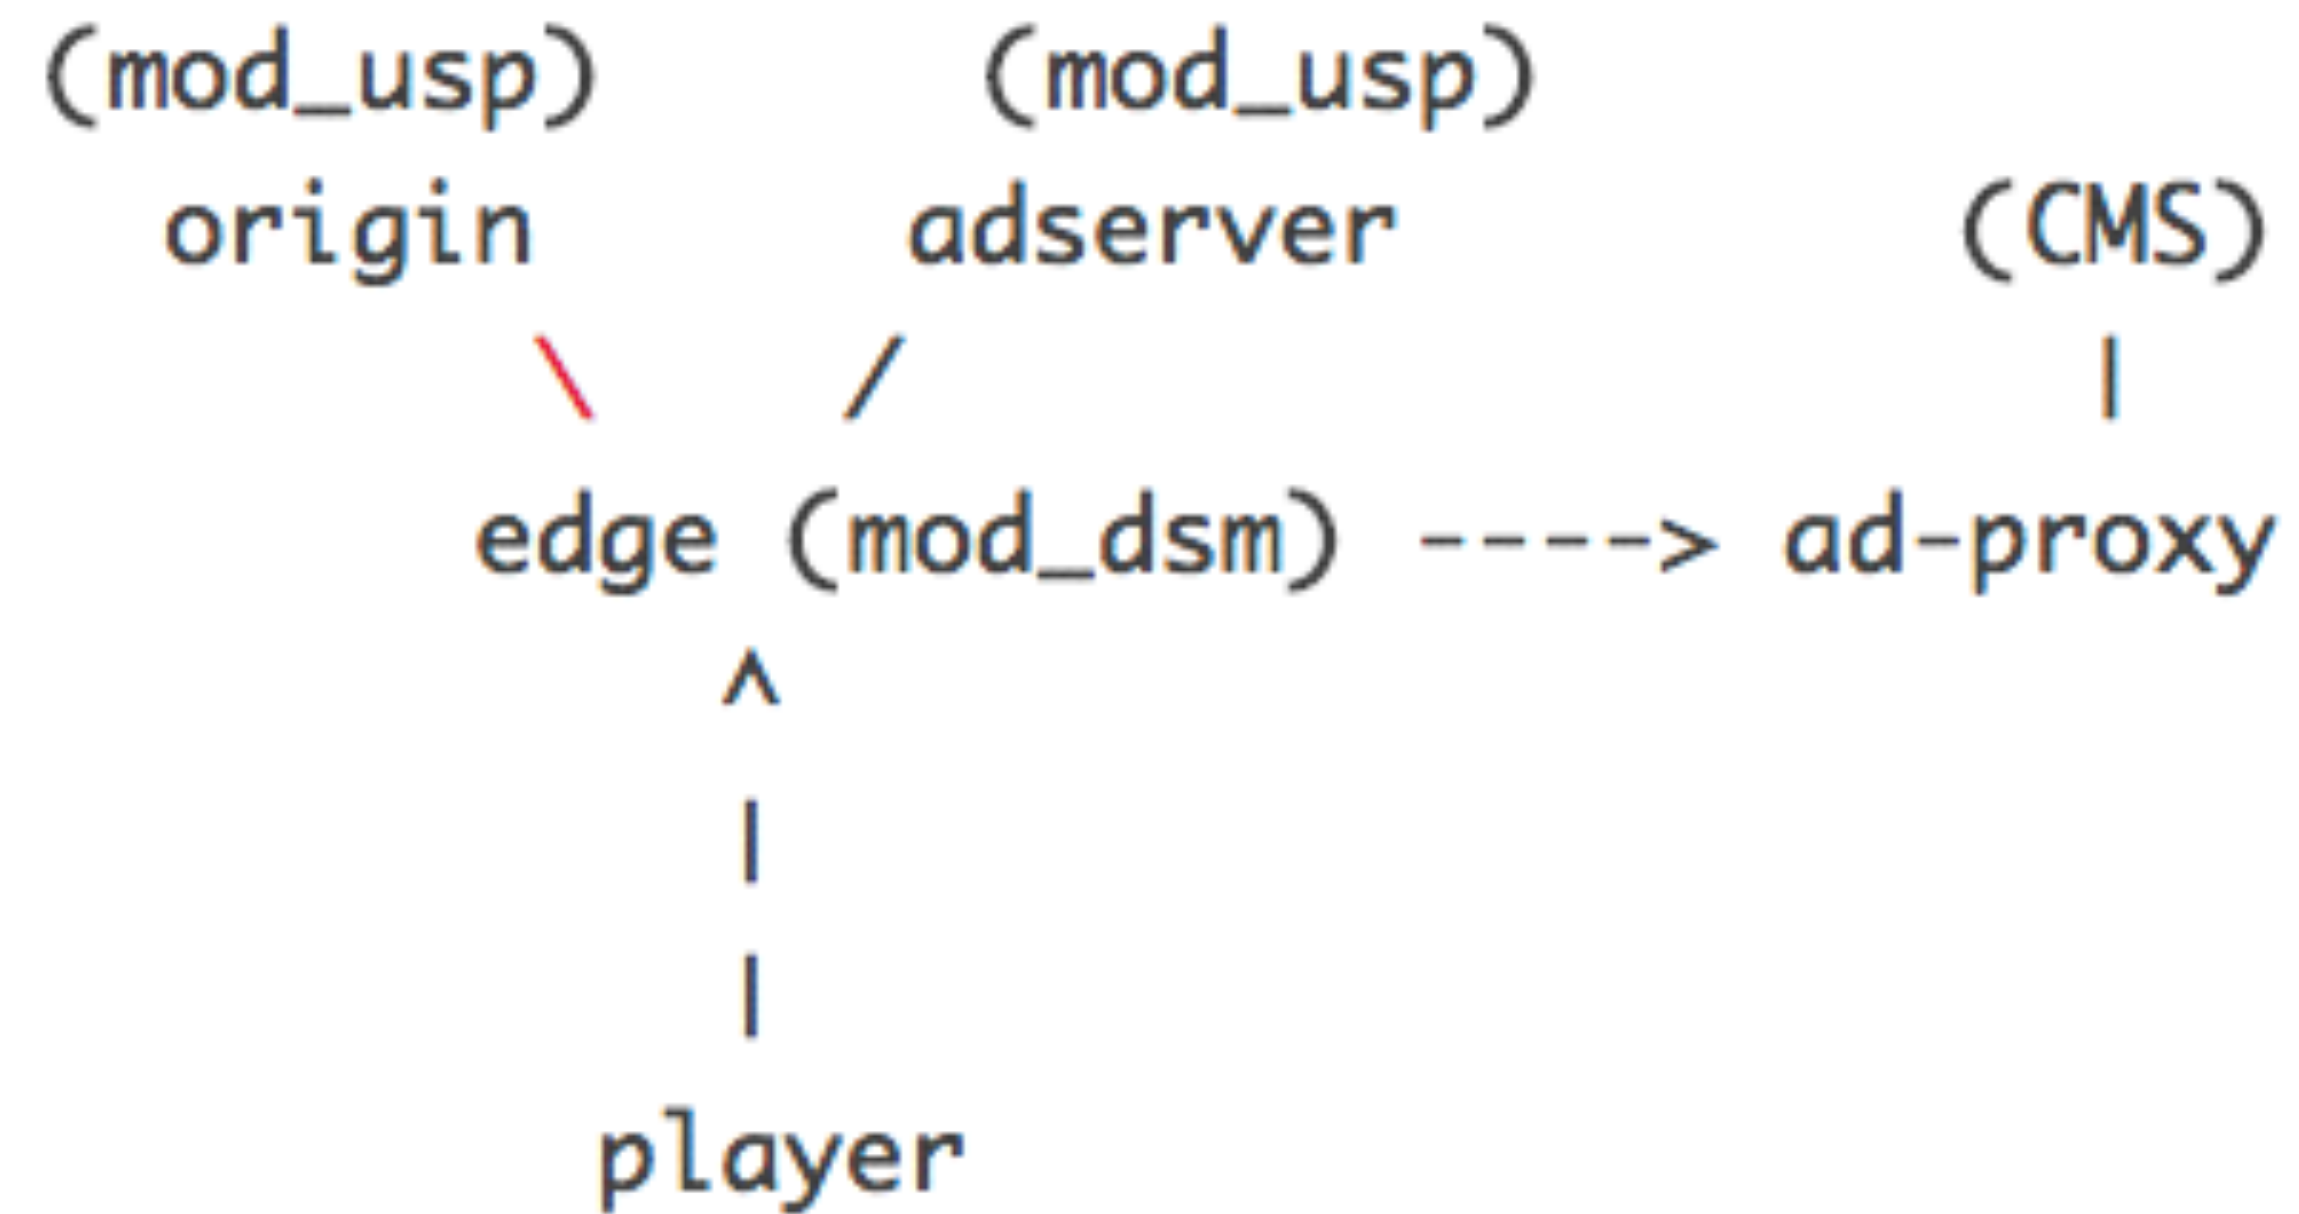 (mod_usp) (mod_usp)
origin adserver (CMS)
\ / |
edge (mod_dsm) ----> ad-proxy
^
|
|
player